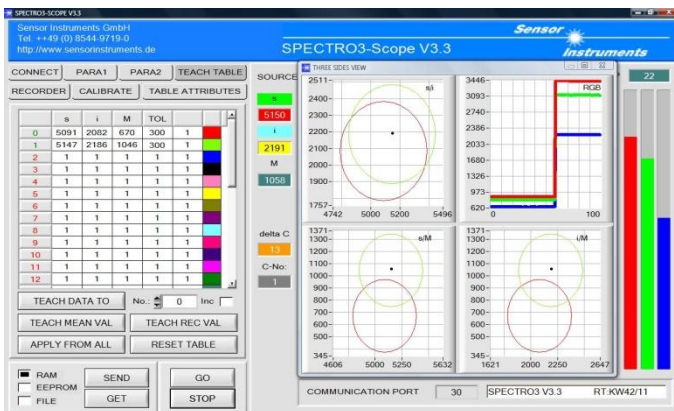 SPECTRO3-SCOPE V3.3
Sensor Instruments GmbH
Tel. ++49 (0) 8544-9719-0
http://www.sensorinstruments.de
SPECTRO3-Scope V3.3
Sensor
Instruments
CONNECT PARA1 PARA2 TEACH TABLE
RECORDER CALIBRATE TABLE ATTRIBUTES
s i M TOL
0 5091 2082 670 300 1
1 5147 2186 1046 300 1
2 1 1 1 1 1
3 1 1 1 1 1
4 1 1 1 1 1
5 1 1 1 1 1
6 1 1 1 1 1
7 1 1 1 1 1
8 1 1 1 1 1
9 1 1 1 1 1
10 1 1 1 1 1
11 1 1 1 1 1
12 1 1 1 1 1
TEACH DATA TO No.: 0 Inc
TEACH MEAN VAL TEACH REC VAL
APPLY FROM ALL RESET TABLE
RAM
EEPROM
FILE
SEND GO
GET STOP
SOURCE
s
5150
i
2191
M
1058
delta C
13
C-No:
1
THREE SIDES VIEW
s/i
2511
2400
2300
2200
2100
2000
1900
1757
4742 5000 5200 5496
RGB
3446
3093
2740
2386
2033
1680
1326
973
620
0 100
s/M
1371
1300
1200
1100
1000
900
800
700
600
500
345
4606 5000 5250 5632
i/M
1371
1300
1200
1100
1000
900
800
700
600
500
345
1621 2000 2250 2647
22
COMMUNICATION PORT 30 SPECTRO3 V3.3 RT:KW42/11